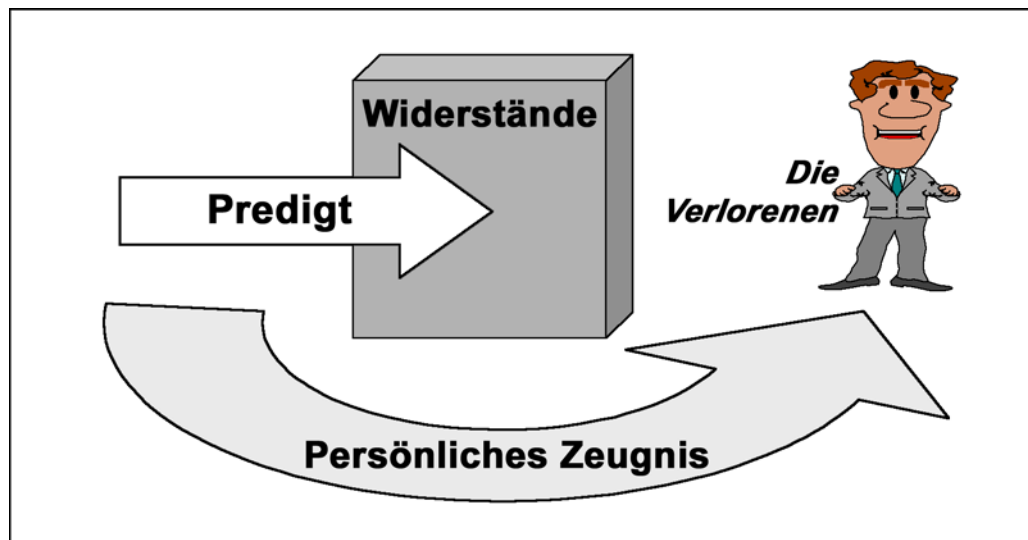 Widerstände
Predigt
Die
Verlorenen
Persönliches Zeugnis